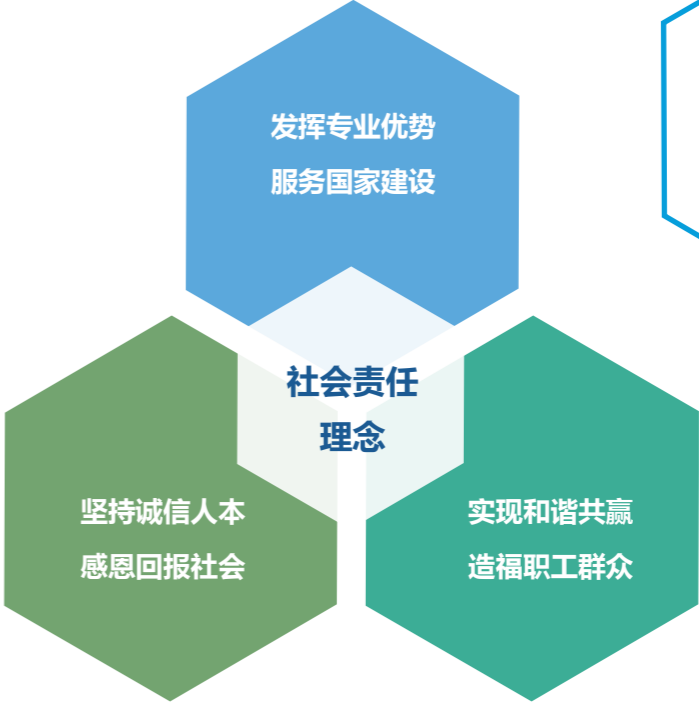 发挥专业优势
服务国家建设
社会责任
理念
坚持诚信人本
感恩回报社会
实现和谐共赢
造福职工群众